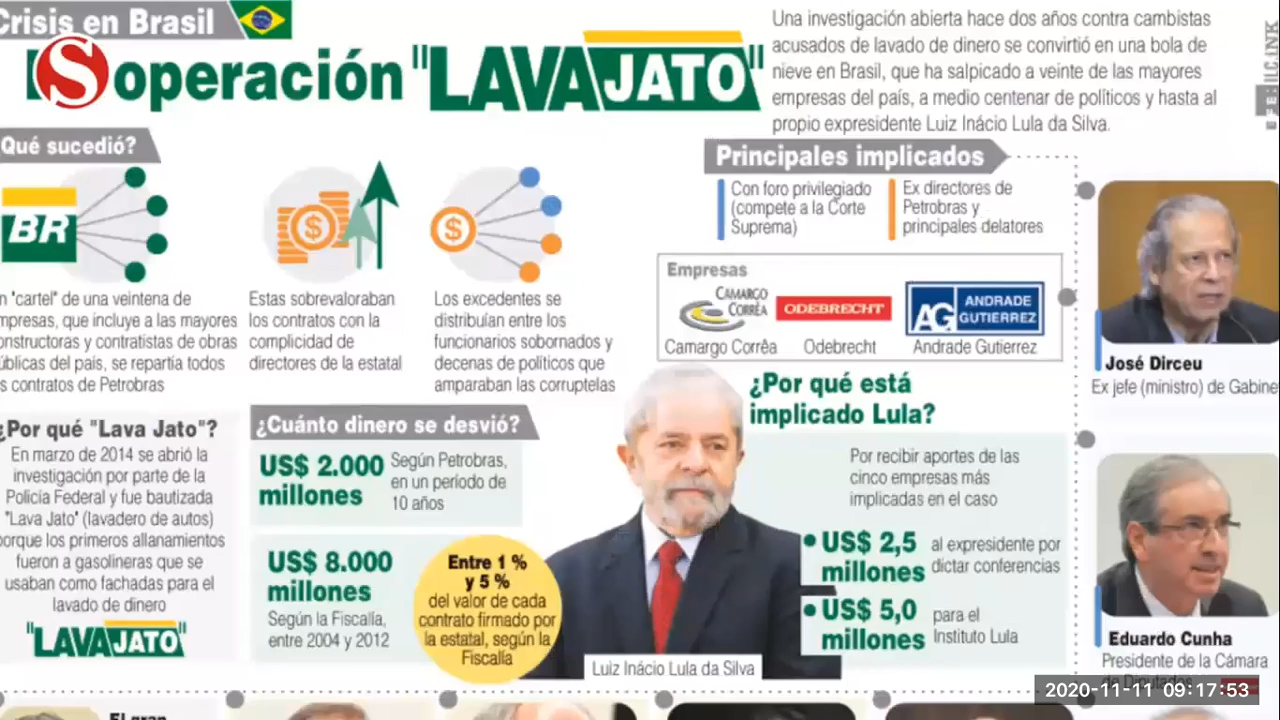 Crisis en Brasil
S operación "LAVA JATO"
Una investigación abierta hace dos años contra cambistas
acusados de lavado de dinero se convirtió en una bola de
nieve en Brasil, que ha salpicado a veinte de las mayores
empresas del país, a medio centenar de políticos y hasta al
propio expresidente Luiz Inácio Lula da Silva.
Qué sucedió?
BR
n "cartel" de una veintena de
mpresas, que incluye a las mayores
onstructoras y contratistas de obras
úblicas del país, se repartía todos
s contratos de Petrobras
$
Estas sobrevaloraban
los contratos con la
complicidad de
directores de la estatal
$
Los excedentes se
distribuían entre los
funcionarios sobornados y
decenas de políticos que
amparaban las corruptelas
Principales implicados
Con foro privilegiado
(compete a la Corte
Suprema)
Ex directores de
Petrobras y
principales delatores
Empresas
CAMARGO
CORRÊA
ODEBRECHT
AG ANDRADE
GUTIERREZ
Camargo Corrêa
Odebrecht
Andrade Gutierrez
José Dirceu
Ex jefe (ministro) de Gabine
¿Por qué "Lava Jato"?
En marzo de 2014 se abrió la
investigación por parte de la
Policía Federal y fue bautizada
"Lava Jato" (lavadero de autos)
porque los primeros allanamientos
fueron a gasolineras que se
usaban como fachadas para el
lavado de dinero
"LAVA JATO"
¿Cuánto dinero se desvió?
US$ 2.000
millones
Según Petrobras,
en un período de
10 años
US$ 8.000
millones
Según la Fiscalía,
entre 2004 y 2012
Entre 1 %
y 5 %
del valor de cada
contrato firmado por
la estatal, según la
Fiscalía
Luiz Inácio Lula da Silva
¿Por qué está
implicado Lula?
Por recibir aportes de las
cinco empresas más
implicadas en el caso
• US$ 2,5
millones
al expresidente por
dictar conferencias
• US$ 5,0
millones
para el
Instituto Lula
Eduardo Cunha
Presidente de la Cámara
de Diputados
2020-11-11 09:17:53
El gran